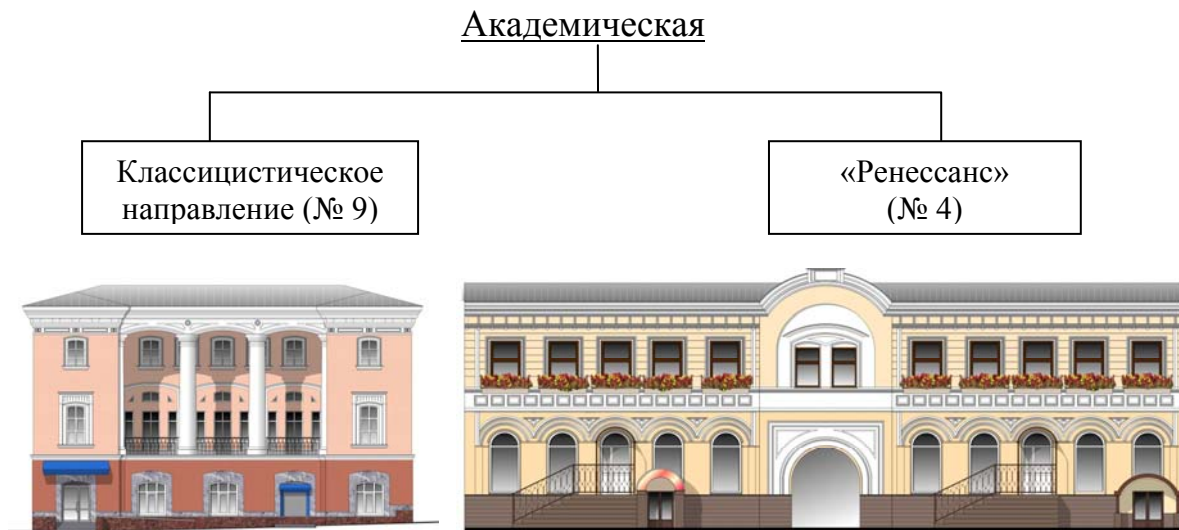 Академическая
Классицистическое
направление (№ 9)
«Ренессанс»
(№ 4)